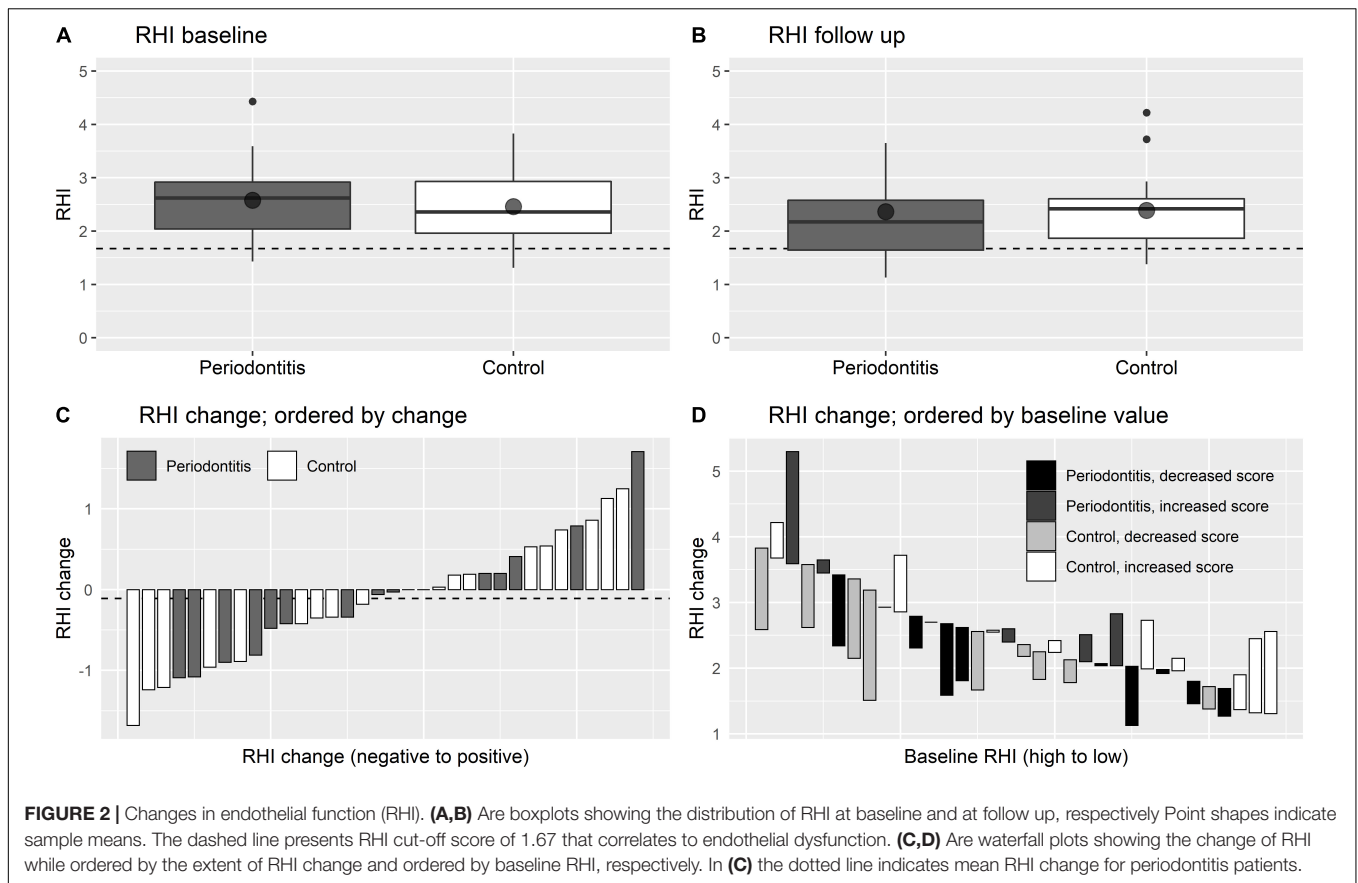 A RHI baseline
5
4
3
2
1
0
RHI
Periodontitis
Control
B RHI follow up
5
4
3
2
1
0
RHI
Periodontitis
Control
C RHI change; ordered by change
Periodontitis
Control
1
0
-1
RHI change
RHI change (negative to positive)
D RHI change; ordered by baseline value
Periodontitis, decreased score
Periodontitis, increased score
Control, decreased score
Control, increased score
5
4
3
2
1
RHI change
Baseline RHI (high to low)
FIGURE 2 | Changes in endothelial function (RHI). (A,B) Are boxplots showing the distribution of RHI at baseline and at follow up, respectively Point shapes indicate
sample means. The dashed line presents RHI cut-off score of 1.67 that correlates to endothelial dysfunction. (C,D) Are waterfall plots showing the change of RHI
while ordered by the extent of RHI change and ordered by baseline RHI, respectively. In (C) the dotted line indicates mean RHI change for periodontitis patients.